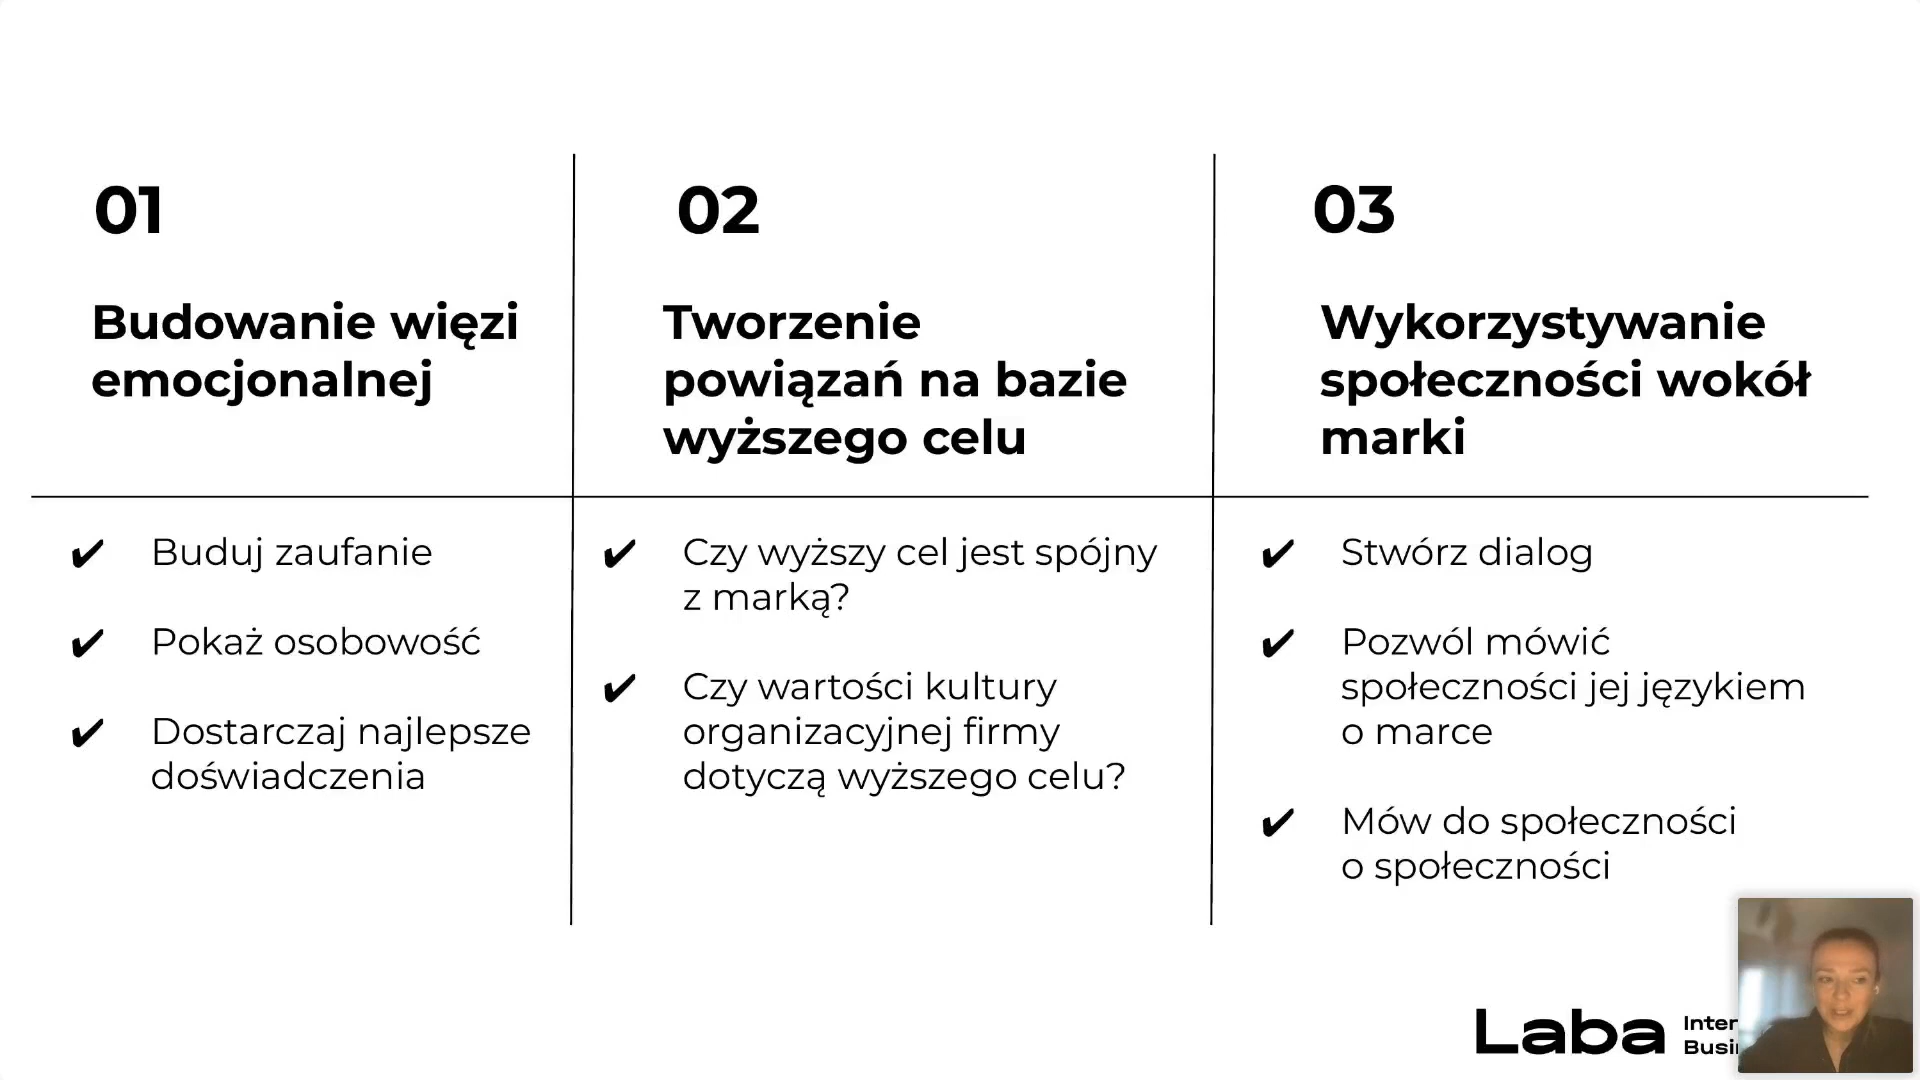 01
Budowanie więzi
emocjonalnej
✔ Buduj zaufanie
✔ Pokaż osobowość
✔ Dostarczaj najlepsze
doświadczenia
02
Tworzenie
powiązań na bazie
wyższego celu
✔ Czy wyższy cel jest spójny
z marką?
✔ Czy wartości kultury
organizacyjnej firmy
dotyczą wyższego celu?
03
Wykorzystywanie
społeczności wokół
marki
✔ Stwórz dialog
✔ Pozwól mówić
społeczności jej językiem
o marce
✔ Mów do społeczności
o społeczności
Laba